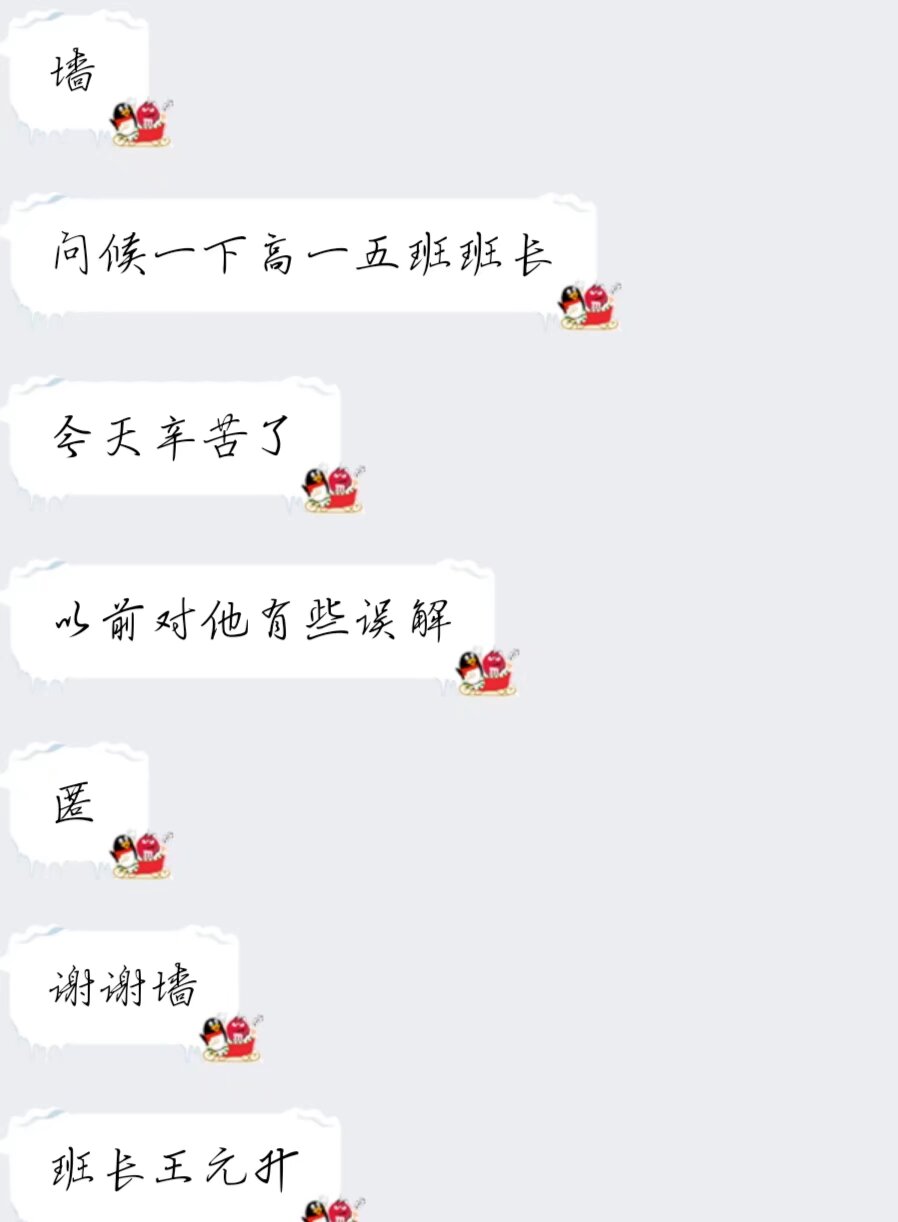 墙
问候一下高一五班班长
今天辛苦了
以前对他有些误解
匿
谢谢墙
班长王元升